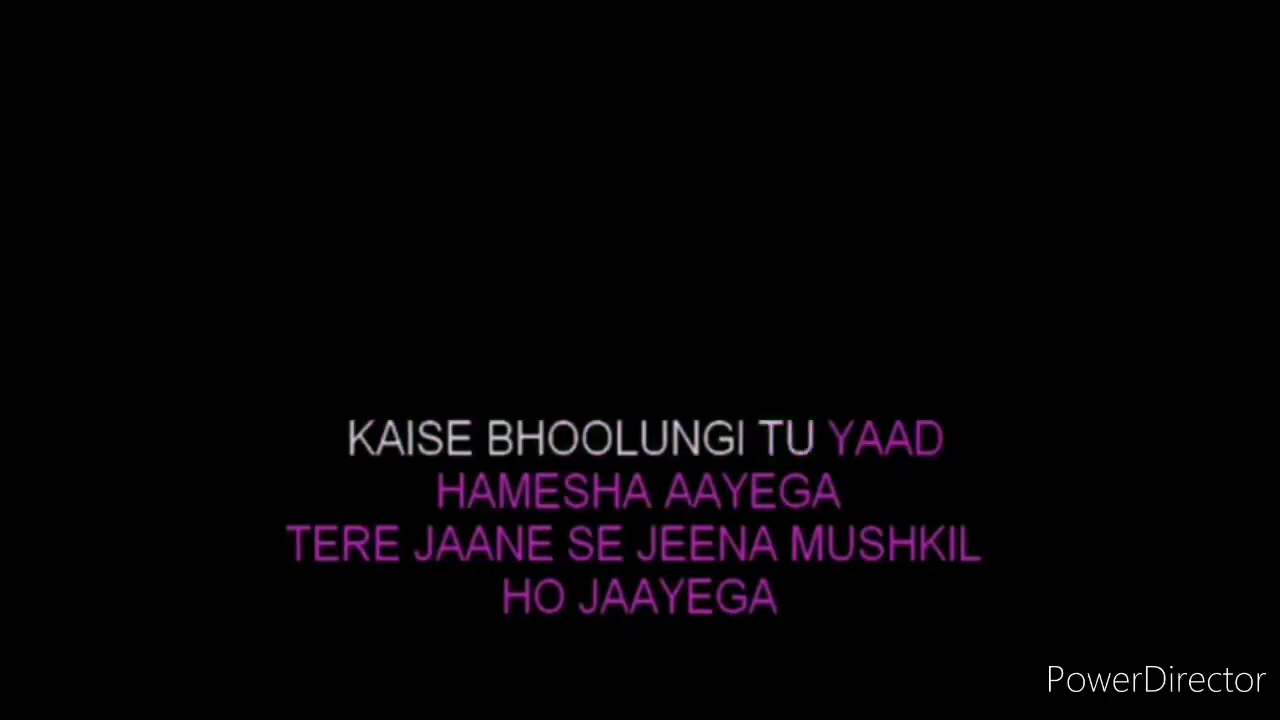 KAISE BHOOLUNGI TU YAAD
HAMESHA AAYEGA
TERE JAANE SE JEENA MUSHKIL
HO JAAYEGA
PowerDirector